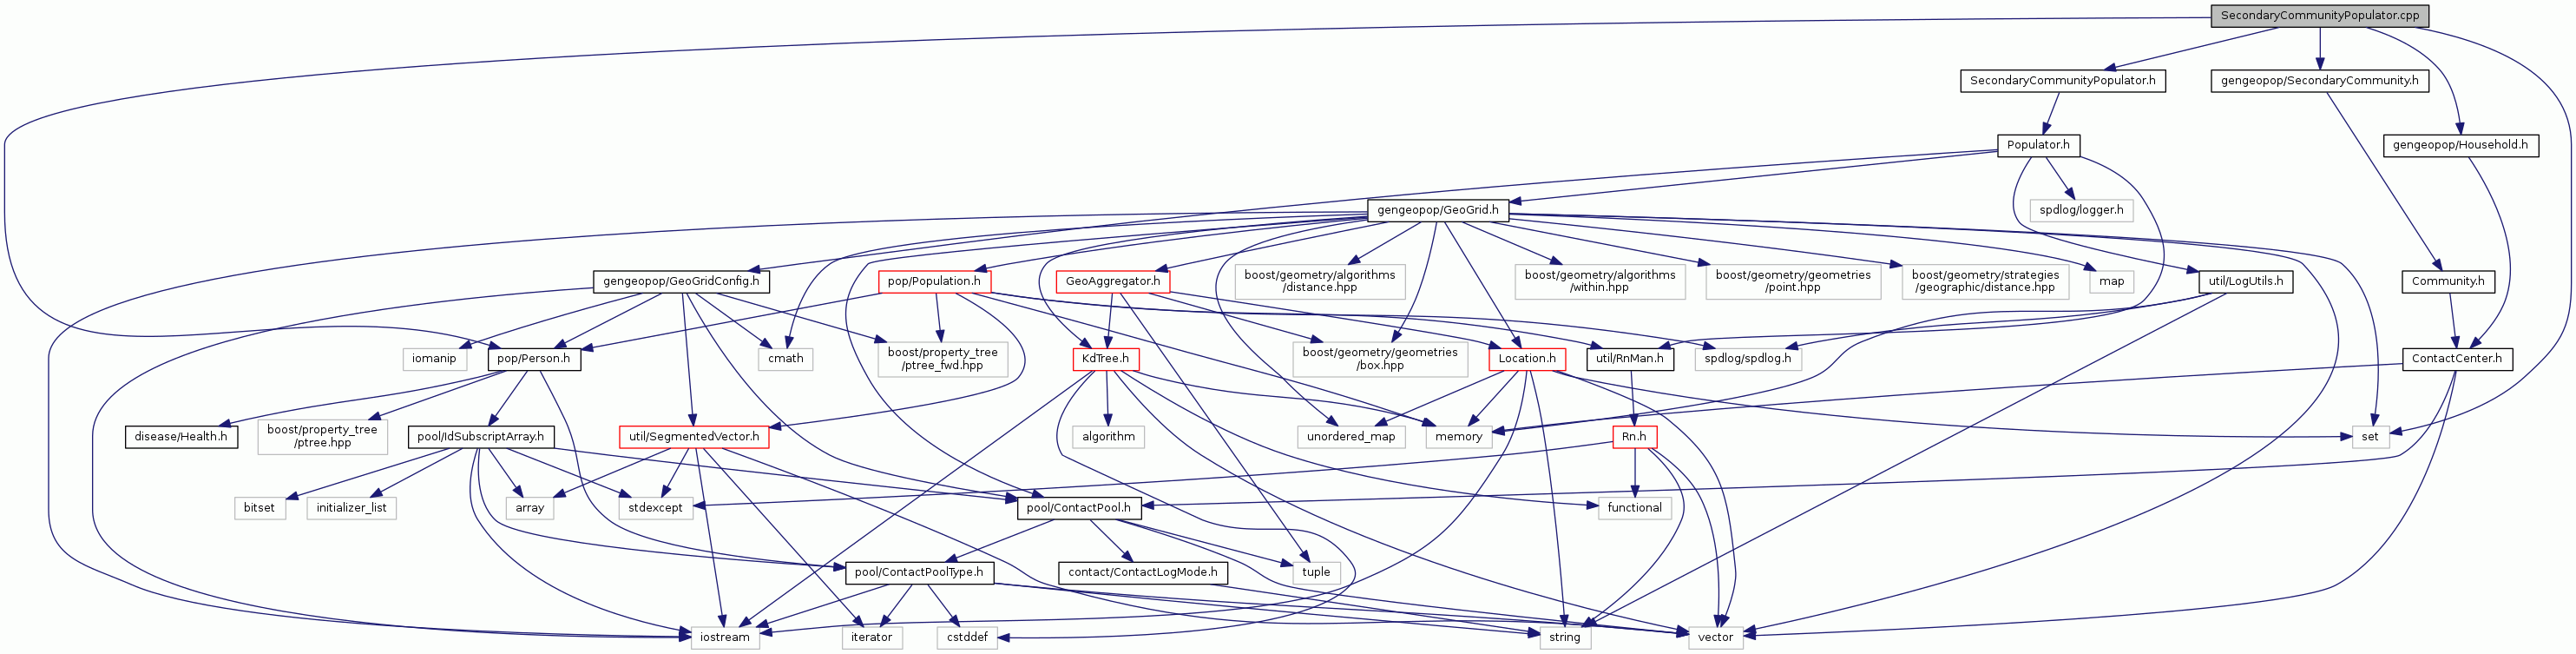 SecondaryCommunityPopulator.cpp
SecondaryCommunityPopulator.h
gengeopop/SecondaryCommunity.h
Populator.h
gengeopop/Household.h
gengeopop/GeoGrid.h
spdlog/logger.h
gengeopop/GeoGridConfig.h
pop/Population.h
GeoAggregator.h
boost/geometry/algorithms
/distance.hpp
boost/geometry/algorithms
/within.hpp
boost/geometry/geometries
/point.hpp
boost/geometry/strategies
/geographic/distance.hpp
map
util/LogUtils.h
Community.h
iomanip
pop/Person.h
cmath
boost/property_tree
/ptree_fwd.hpp
KdTree.h
boost/geometry/geometries
/box.hpp
Location.h
util/RnMan.h
spdlog/spdlog.h
ContactCenter.h
disease/Health.h
boost/property_tree
/ptree.hpp
pool/IdSubscriptArray.h
util/SegmentedVector.h
algorithm
unordered_map
memory
Rn.h
set
bitset
initializer_list
array
stdexcept
pool/ContactPool.h
functional
pool/ContactPoolType.h
contact/ContactLogMode.h
tuple
iostream
iterator
cstddef
string
vector